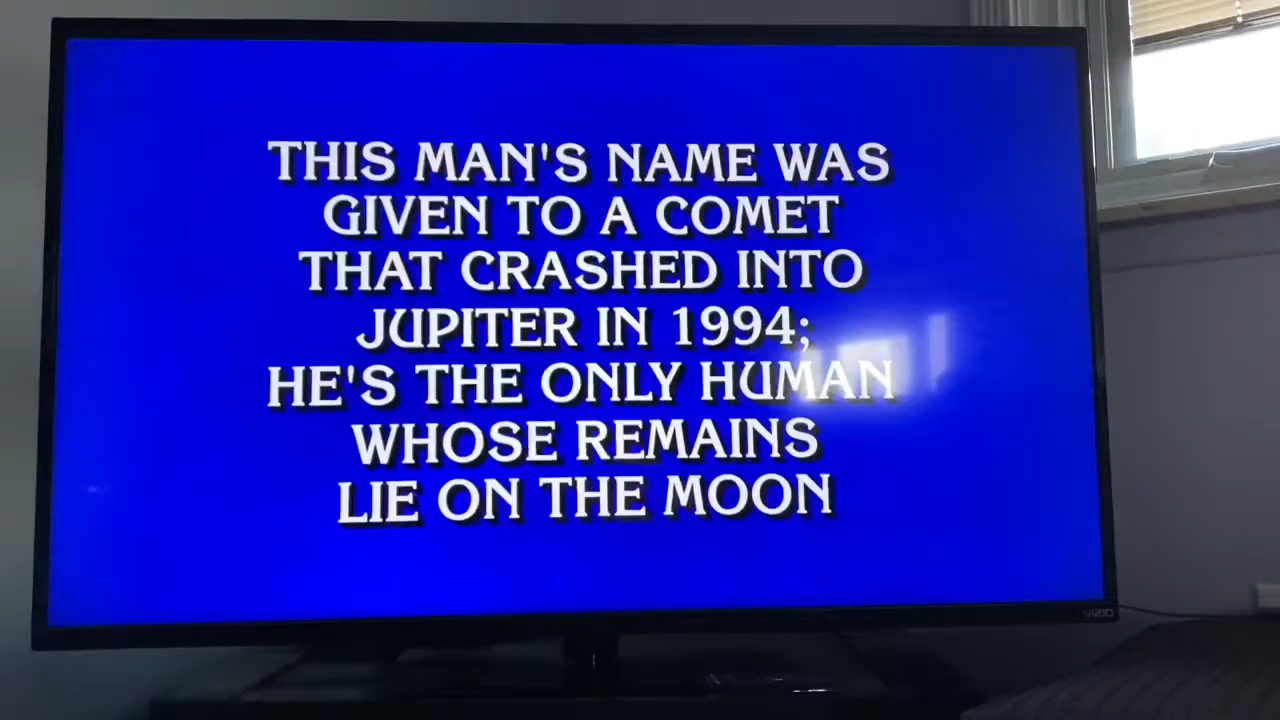 THIS MAN'S NAME WAS
GIVEN TO A COMET
THAT CRASHED INTO
JUPITER IN 1994;
HE'S THE ONLY HUMAN
WHOSE REMAINS
LIE ON THE MOON
VIZIO